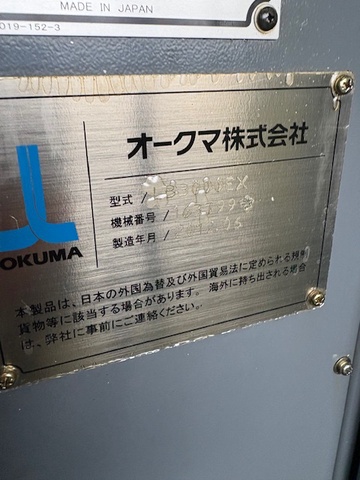 MADE IN JAPAN
019-152-3
オークマ株式会社
OKUMA
型式/
機械番号/
製造年月/
本製品は、日本の外国為替及び外国貿易法に定められる規制
貨物等に該当する場合があります。海外に持ち出される場合
は、弊社に事前にご連絡ください。